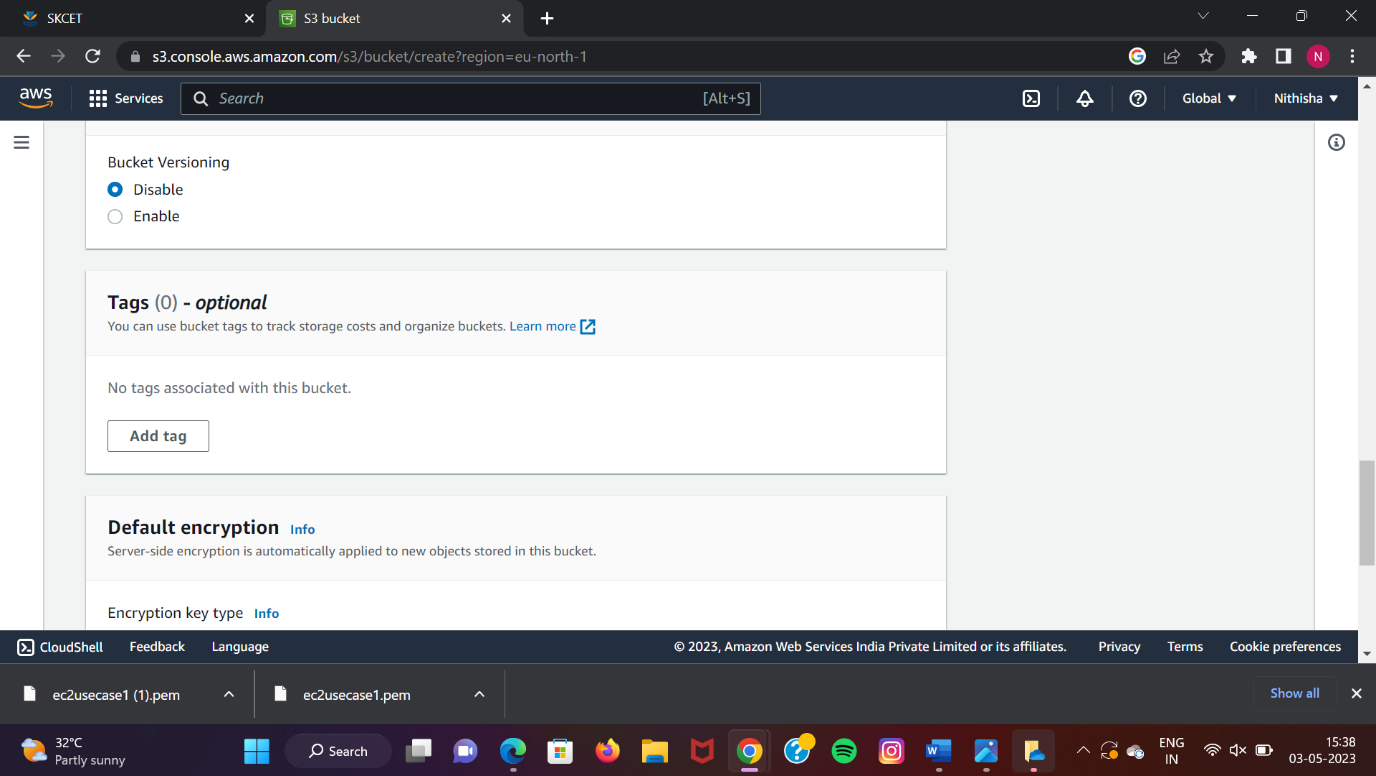 SKCET
S3 bucket
s3.console.aws.amazon.com/s3/bucket/create?region=eu-north-1
N
aws
Services
Search
[Alt+S]
Global
Nithisha
Bucket Versioning
Disable
Enable
Tags (0) - optional
You can use bucket tags to track storage costs and organize buckets. Learn more
No tags associated with this bucket.
Add tag
Default encryption Info
Server-side encryption is automatically applied to new objects stored in this bucket.
Encryption key type Info
CloudShell
Feedback
Language
© 2023, Amazon Web Services India Private Limited or its affiliates.
Privacy
Terms
Cookie preferences
ec2usecase1 (1).pem
ec2usecase1.pem
Show all
32°C
Partly sunny
Search
ENG
IN
15:38
03-05-2023